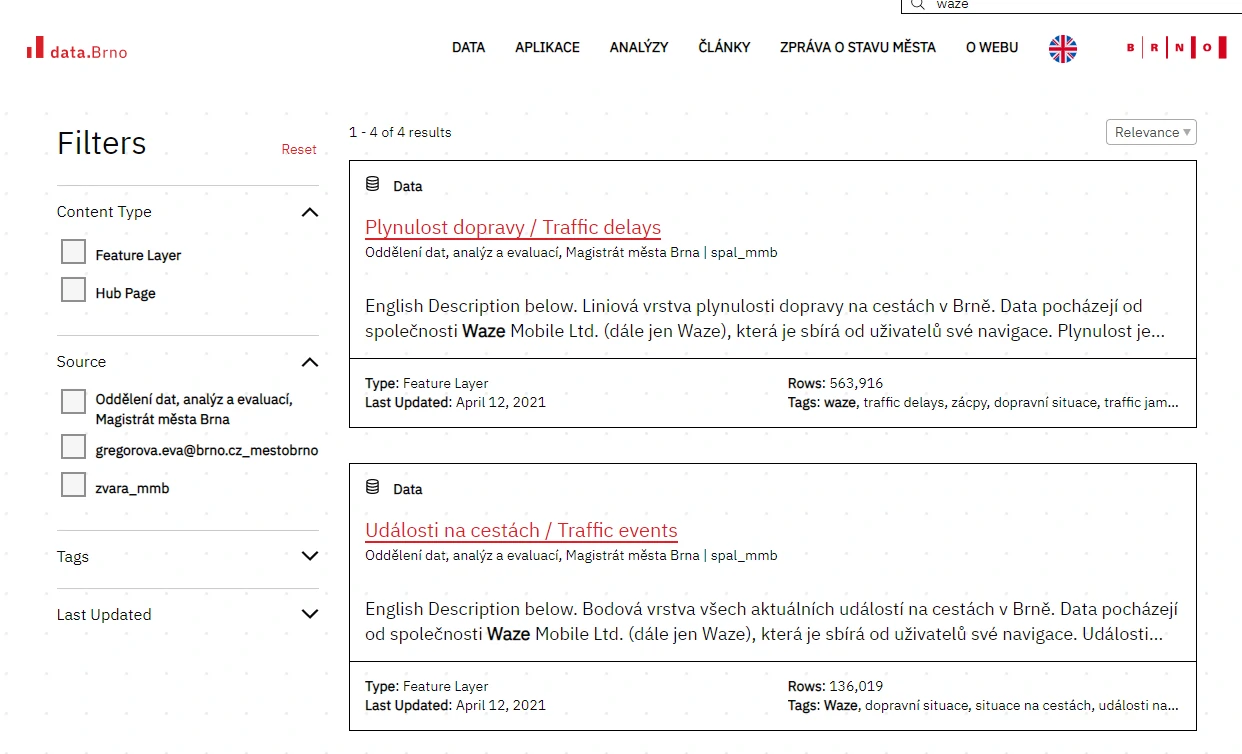 waze
data.Brno
DATA APLIKACE ANALÝZY ČLÁNKY ZPRÁVA O STAVU MĚSTA O WEBU
B R N O
Filters
Reset
Content Type
Feature Layer
Hub Page
Source
Oddělení dat, analýz a evaluací,
Magistrát města Brna
gregorova.eva@brno.cz_mestobrno
zvara_mmb
Tags
Last Updated
1 - 4 of 4 results
Relevance ▾
Data
Plynulost dopravy / Traffic delays
Oddělení dat, analýz a evaluací, Magistrát města Brna | spal_mmb
English Description below. Liniová vrstva plynulosti dopravy na cestách v Brně. Data pocházejí od
společnosti Waze Mobile Ltd. (dále jen Waze), která je sbírá od uživatelů své navigace. Plynulost je...
Type: Feature Layer
Last Updated: April 12, 2021
Rows: 563,916
Tags: waze, traffic delays, zácpy, dopravní situace, traffic jam...
Data
Události na cestách / Traffic events
Oddělení dat, analýz a evaluací, Magistrát města Brna | spal_mmb
English Description below. Bodová vrstva všech aktuálních událostí na cestách v Brně. Data pocházejí
od společnosti Waze Mobile Ltd. (dále jen Waze), která je sbírá od uživatelů své navigace. Události...
Type: Feature Layer
Last Updated: April 12, 2021
Rows: 136,019
Tags: Waze, dopravní situace, situace na cestách, události na...